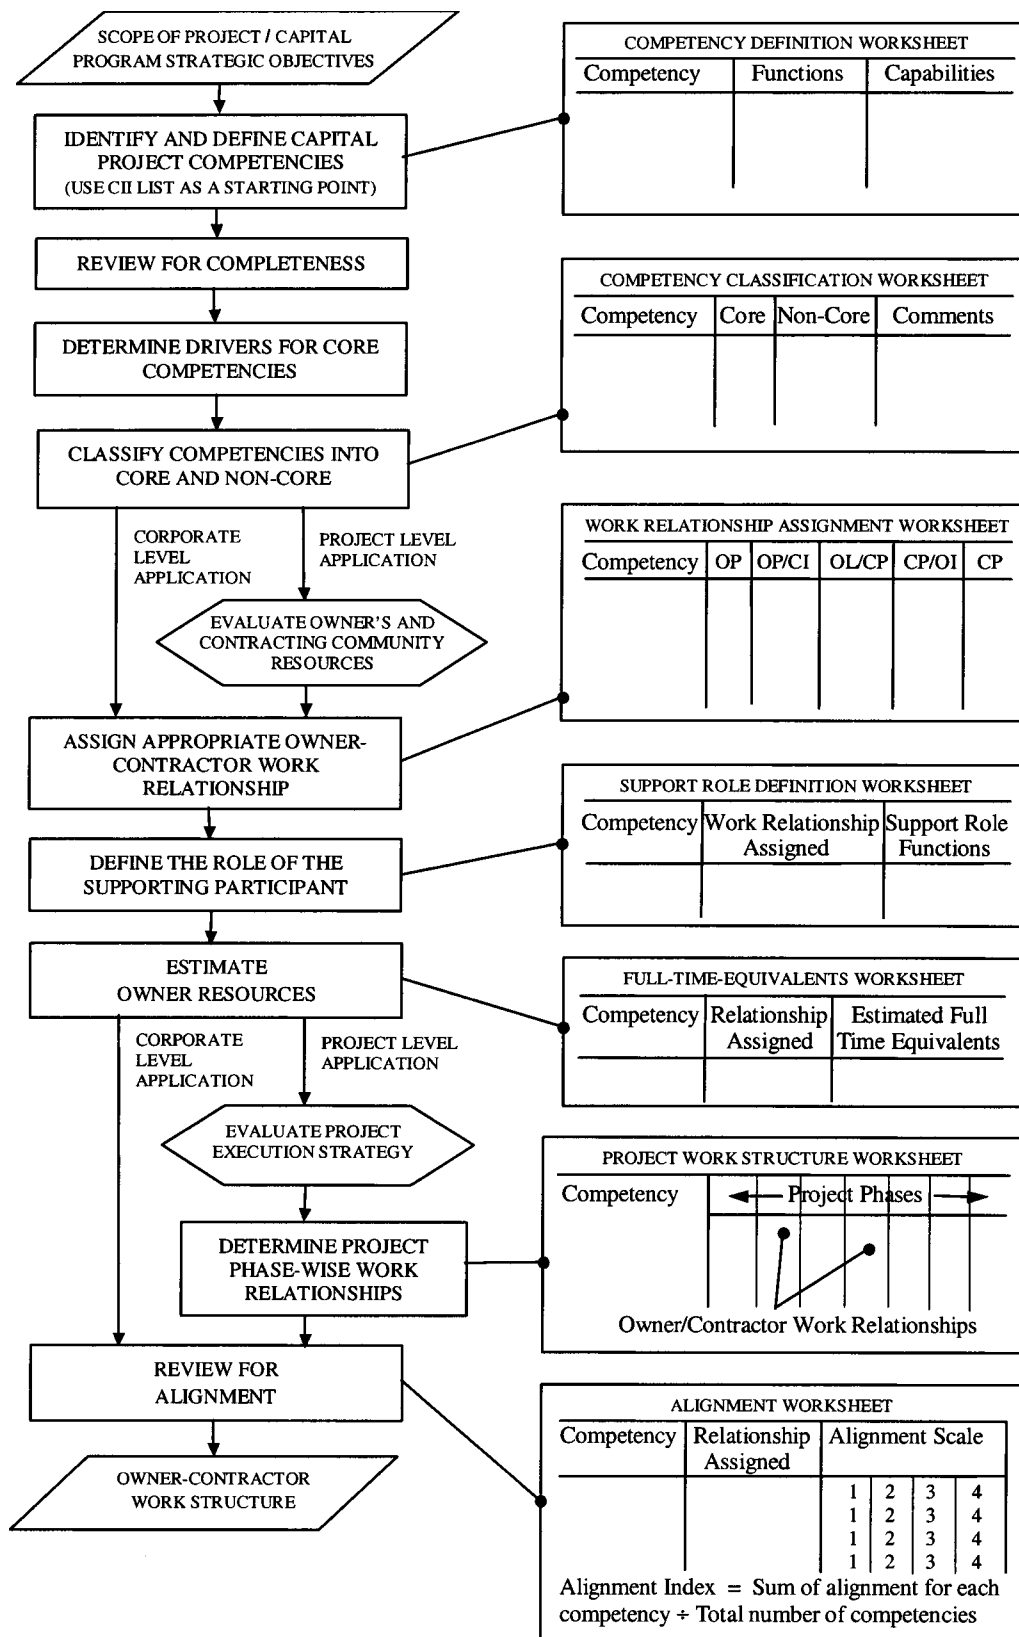 SCOPE OF PROJECT / CAPITAL
PROGRAM STRATEGIC OBJECTIVES
IDENTIFY AND DEFINE CAPITAL
PROJECT COMPETENCIES
(USE CII LIST AS A STARTING POINT)
REVIEW FOR COMPLETENESS
DETERMINE DRIVERS FOR CORE
COMPETENCIES
CLASSIFY COMPETENCIES INTO
CORE AND NON-CORE
CORPORATE
LEVEL
APPLICATION
PROJECT LEVEL
APPLICATION
EVALUATE OWNER'S AND
CONTRACTING COMMUNITY
RESOURCES
ASSIGN APPROPRIATE OWNER-
CONTRACTOR WORK
RELATIONSHIP
DEFINE THE ROLE OF THE
SUPPORTING PARTICIPANT
ESTIMATE
OWNER RESOURCES
CORPORATE
LEVEL
APPLICATION
PROJECT LEVEL
APPLICATION
EVALUATE PROJECT
EXECUTION STRATEGY
DETERMINE PROJECT
PHASE-WISE WORK
RELATIONSHIPS
REVIEW FOR
ALIGNMENT
OWNER-CONTRACTOR
WORK STRUCTURE
COMPETENCY DEFINITION WORKSHEET
Competency Functions Capabilities
COMPETENCY CLASSIFICATION WORKSHEET
Competency Core Non-Core Comments
WORK RELATIONSHIP ASSIGNMENT WORKSHEET
Competency OP OP/CI OL/CP CP/OI CP
SUPPORT ROLE DEFINITION WORKSHEET
Competency Work Relationship Support Role
Assigned Functions
FULL-TIME-EQUIVALENTS WORKSHEET
Competency Relationship Estimated Full
Assigned Time Equivalents
PROJECT WORK STRUCTURE WORKSHEET
Competency Project Phases
Owner/Contractor Work Relationships
ALIGNMENT WORKSHEET
Competency Relationship Alignment Scale
Assigned
1 2 3 4
1 2 3 4
1 2 3 4
1 2 3 4
Alignment Index = Sum of alignment for each
competency ÷ Total number of competencies